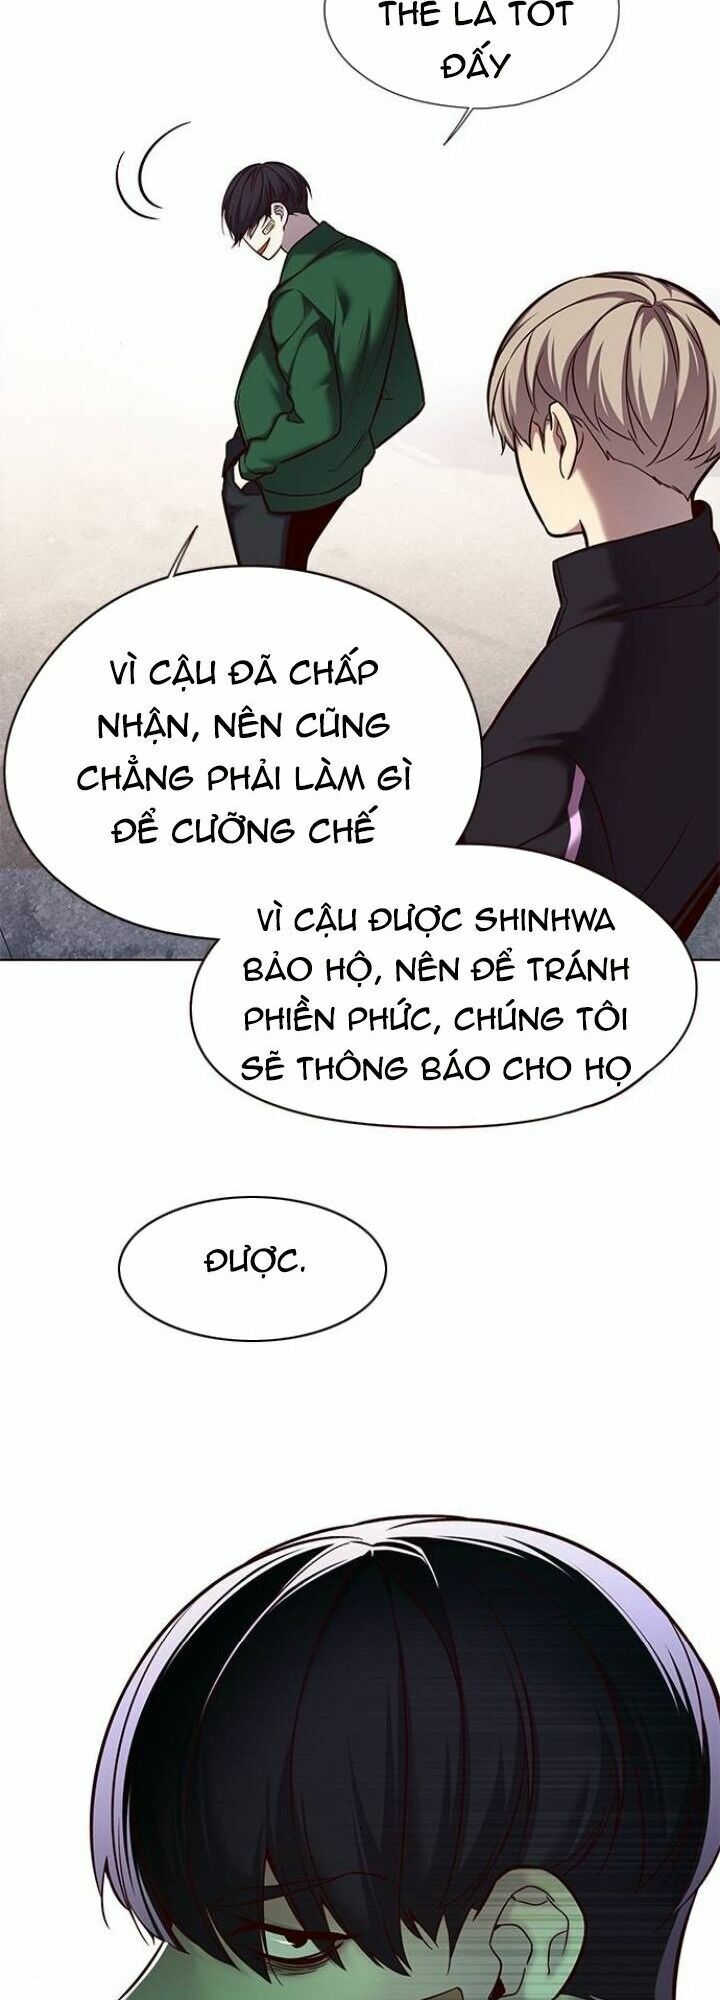 THẾ LÀ TỐT
ĐẤY
VÌ CẬU ĐÃ CHẤP
NHẬN, NÊN CŨNG
CHẲNG PHẢI LÀM GÌ
ĐỂ CƯỠNG CHẾ
VÌ CẬU ĐƯỢC SHINHWA
BẢO HỘ, NÊN ĐỂ TRÁNH
PHIỀN PHỨC, CHÚNG TÔI
SẼ THÔNG BÁO CHO HỌ
ĐƯỢC.